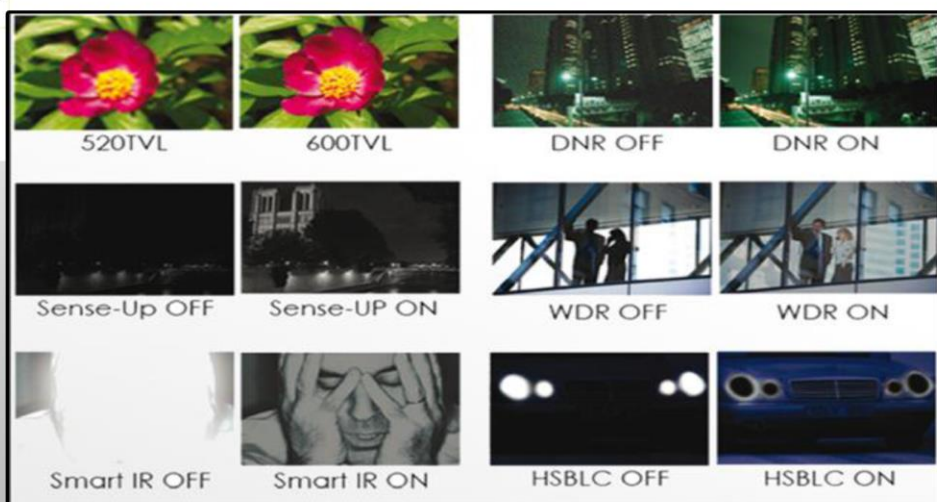 520TVL 600TVL DNR OFF DNR ON
Sense-Up OFF Sense-UP ON WDR OFF WDR ON
Smart IR OFF Smart IR ON HSBLC OFF HSBLC ON